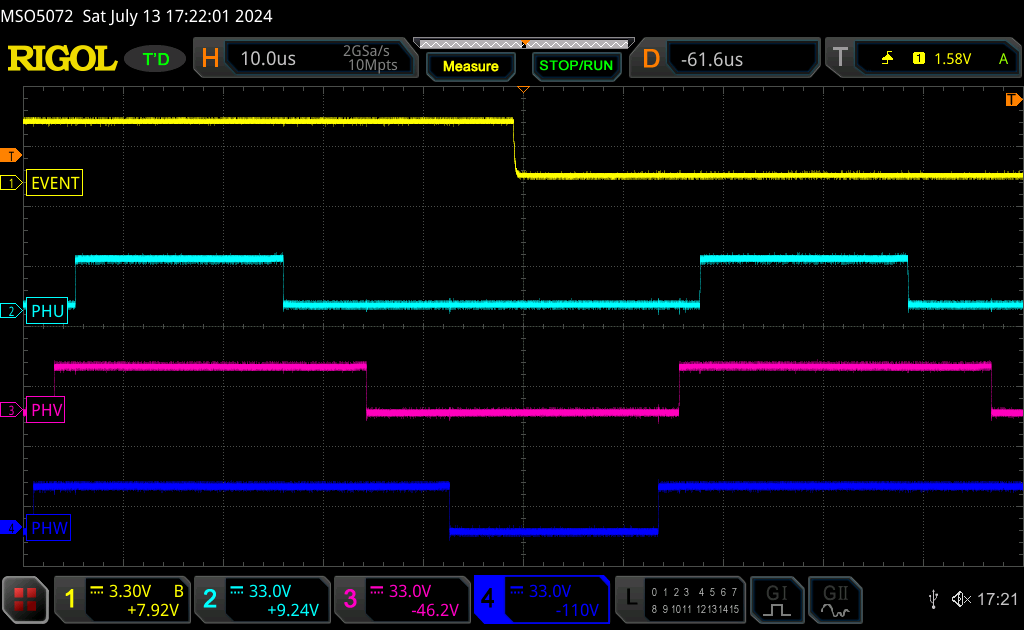 MSO5072 Sat July 13 17:22:01 2024
RIGOL T'D H 10.0us 2GSa/s 10Mpts Measure STOP/RUN D -61.6us T 1 1.58V A
T
T
1 EVENT
2 PHU
3 PHV
4 PHW
1 3.30V B +7.92V 2 33.0V +9.24V 3 33.0V -46.2V 4 33.0V -110V L 0 1 2 3 4 5 6 7 8 9 10 11 12 13 14 15 GI GII 17:21